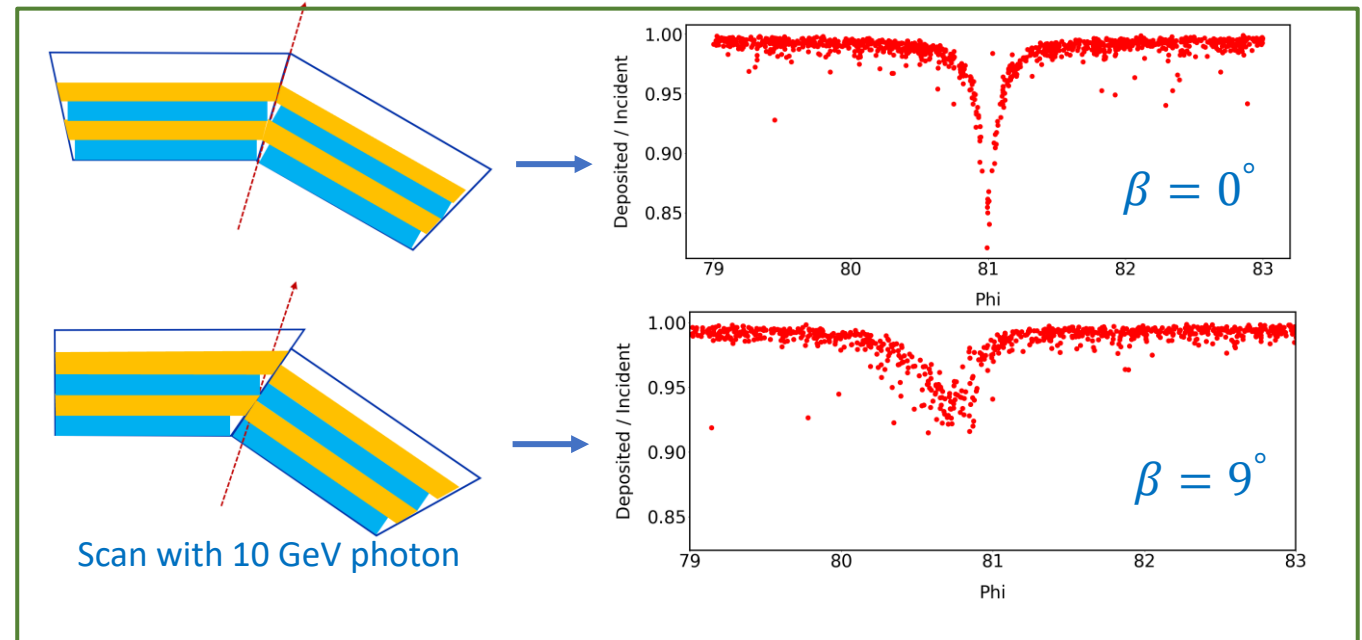 1.00
0.95
0.90
0.85
Deposited / Incident
β = 0°
79 80 81 82 83
Phi
1.00
0.95
0.90
0.85
Deposited / Incident
β = 9°
79 80 81 82 83
Phi
Scan with 10 GeV photon